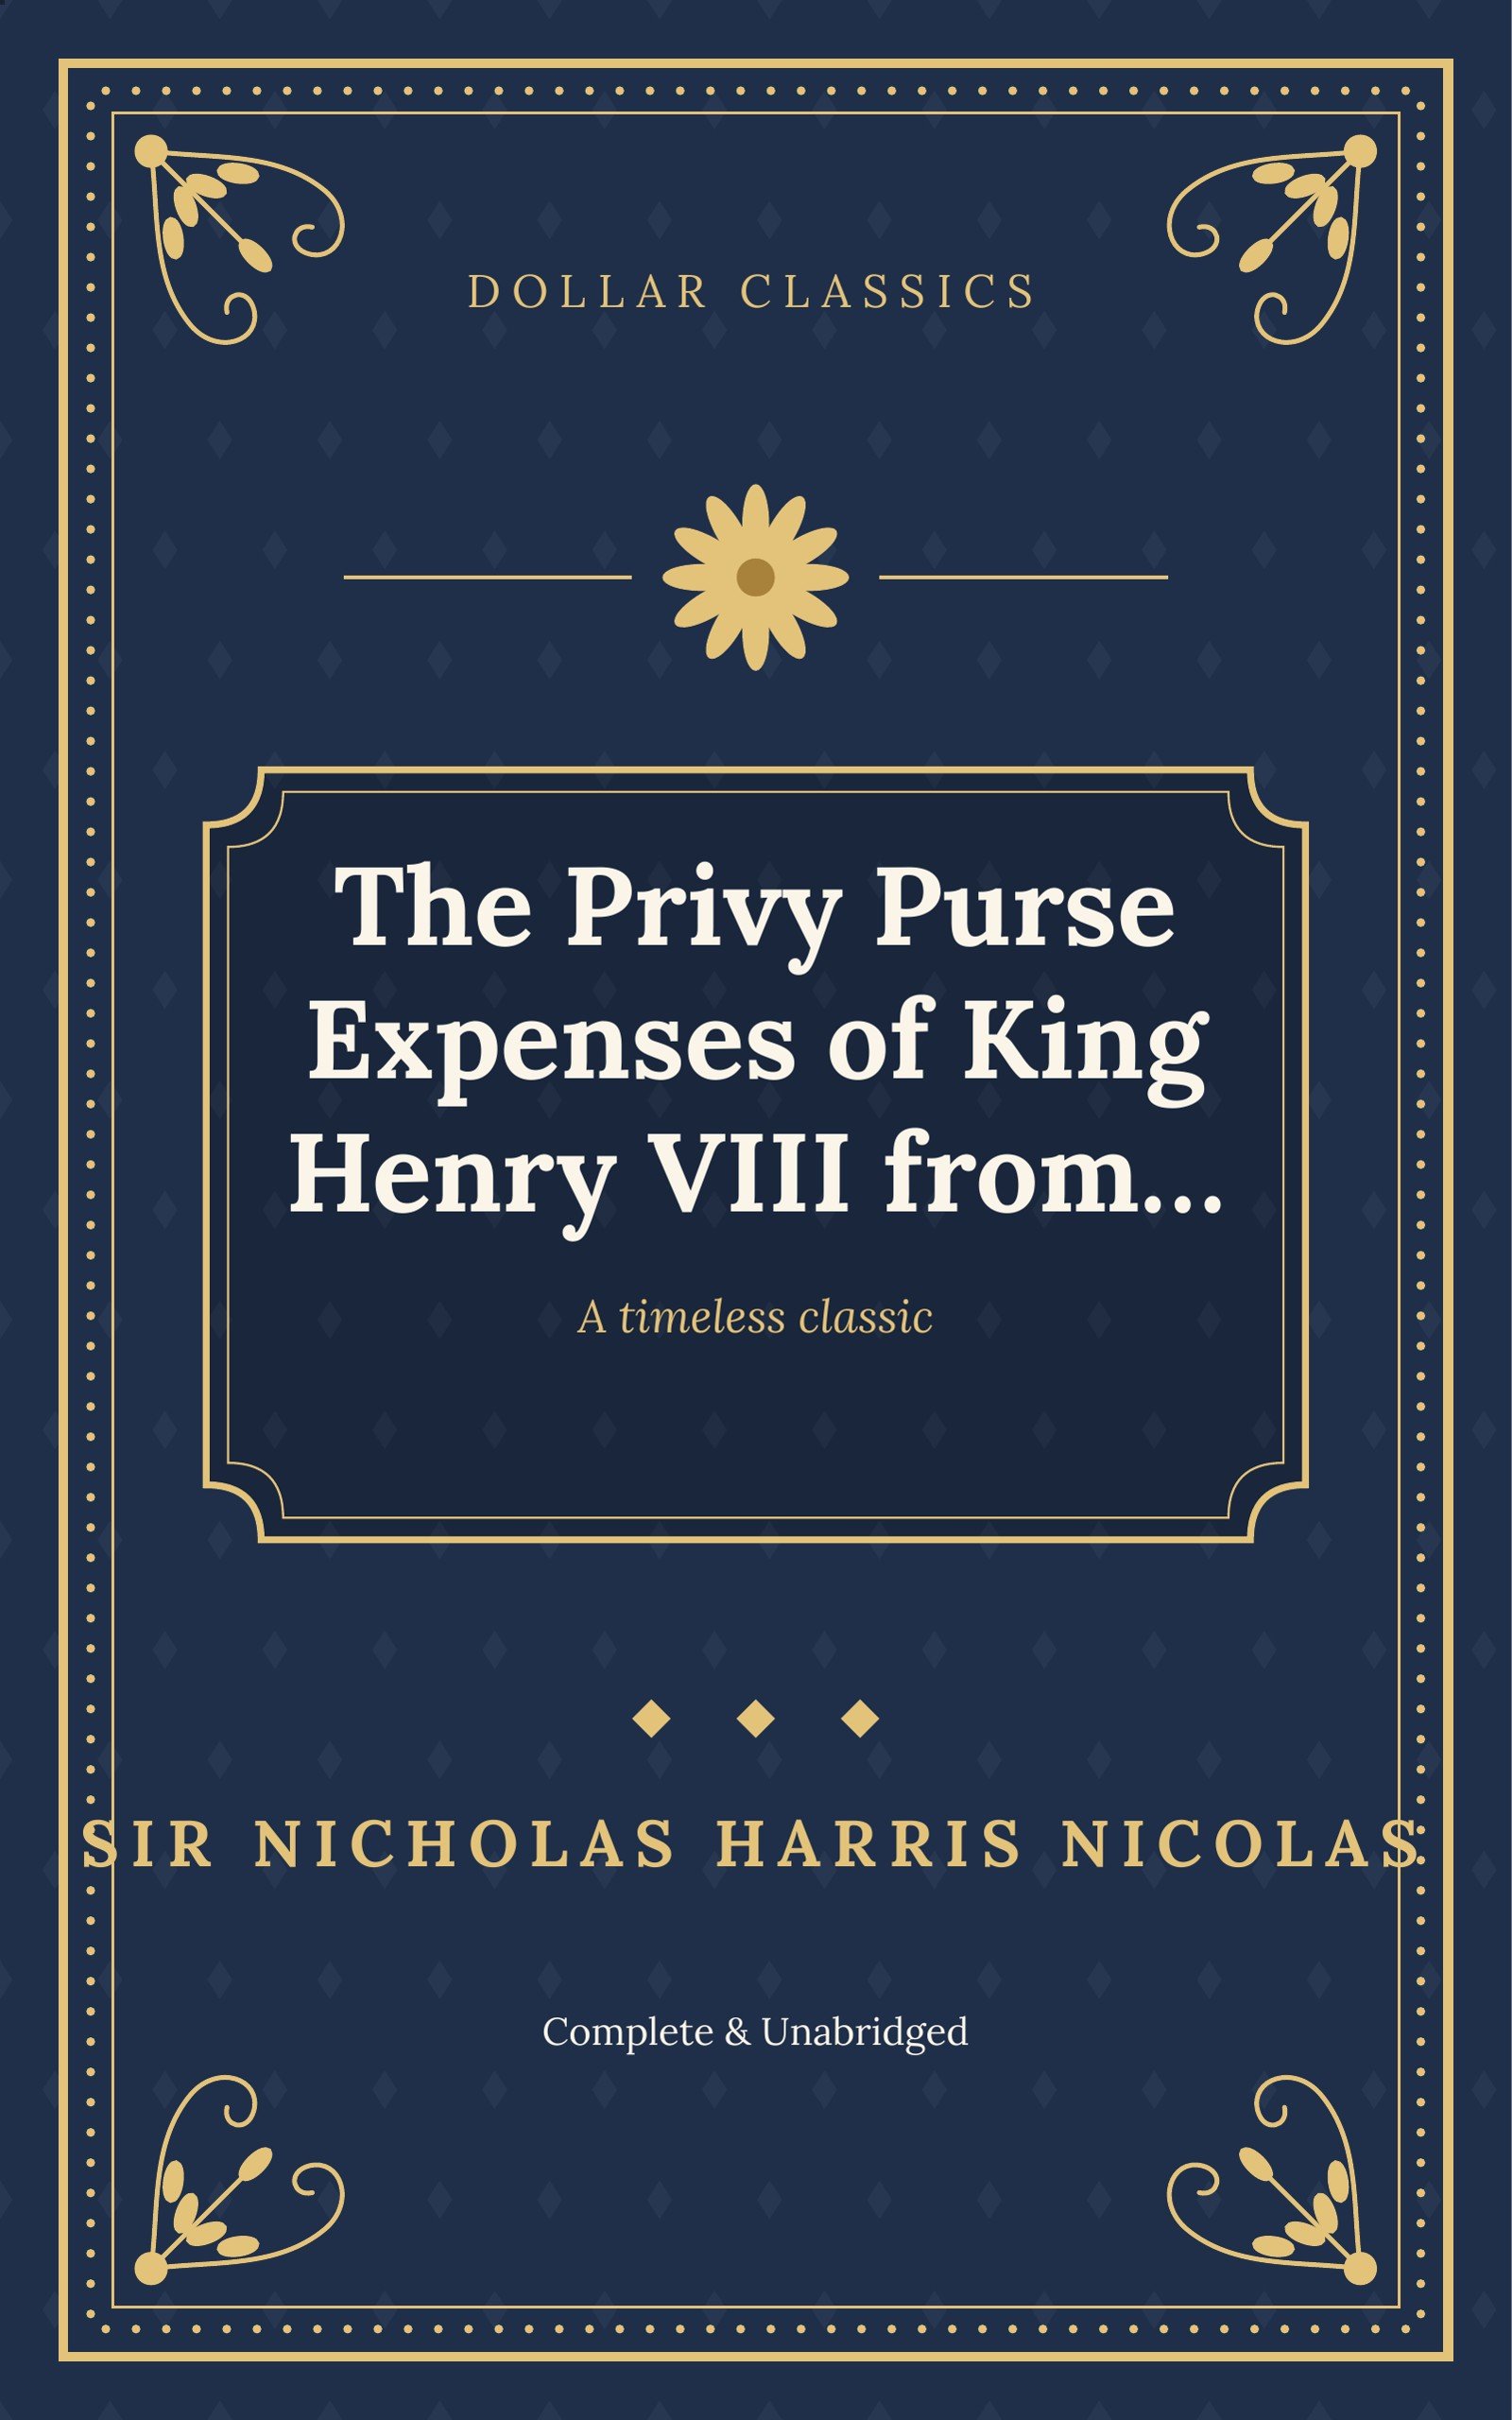 DOLLAR CLASSICS
The Privy Purse
Expenses of King
Henry VIII from...
A timeless classic
SIR NICHOLAS HARRIS NICOLAS
Complete & Unabridged